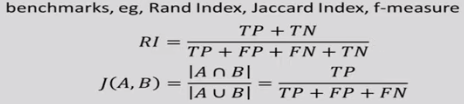 benchmarks, eg, Rand Index, Jaccard Index, f-measure
RI = (TP + TN) / (TP + FP + FN + TN)
J(A, B) = |A ∩ B| / |A ∪ B| = TP / (TP + FP + FN)